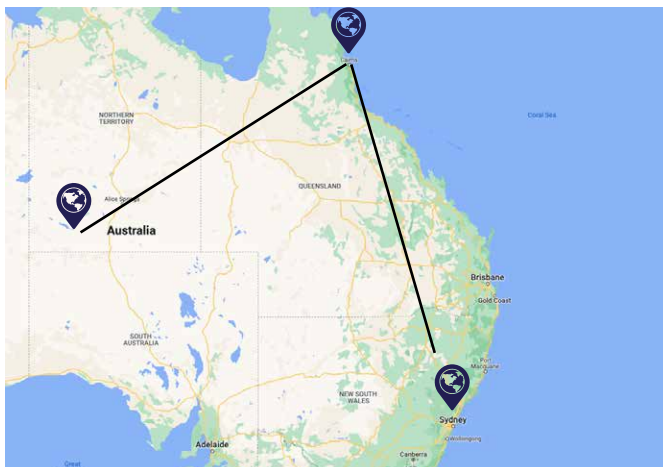 Cairns
Coral Sea
NORTHERN
TERRITORY
QUEENSLAND
Alice Springs
Australia
Brisbane
Gold Coast
SOUTH
AUSTRALIA
Port
Macquarie
NEW SOUTH
WALES
Sydney
Wollongong
Adelaide
Canberra
Great